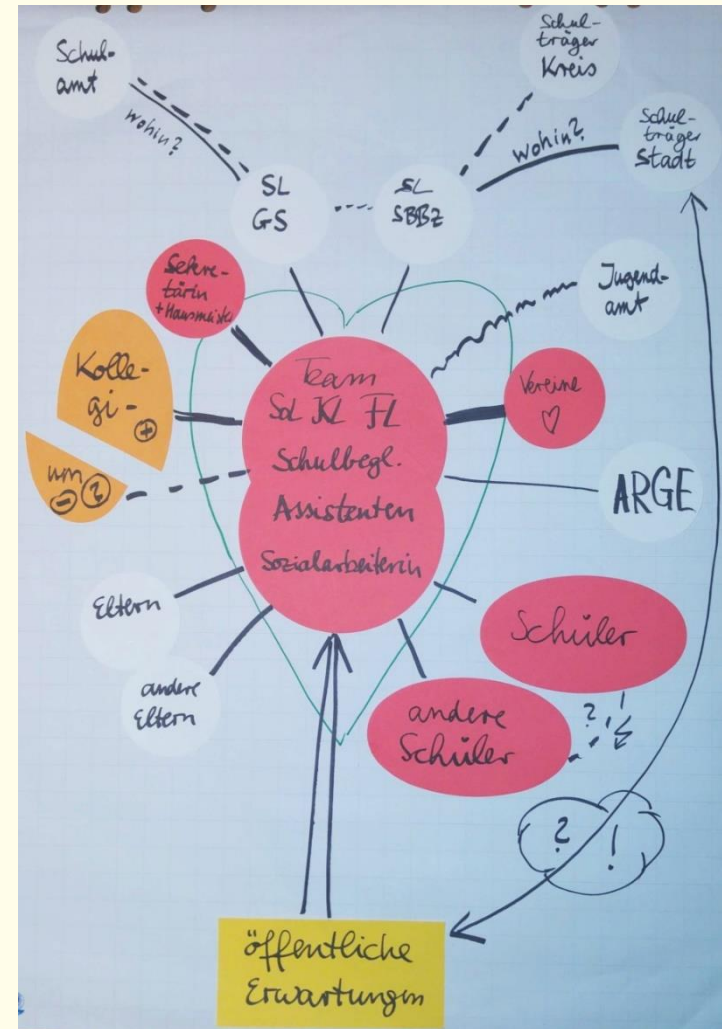 Schul-
amt
Schul-
träger
Kreis
wohin?
wohin?
Schul-
träger
Stadt
SL
GS
SL
SBBZ
Sekre-
tärin
+Hausmeister
Jugend-
amt
Kolle-
gi-
+
um
- ?
Team
SoL KL FL
Schulbegl.
Assistenten
Sozialarbeiterin
Vereine
♡
ARGE
Eltern
andere
Eltern
Schüler
andere
Schüler
?
? !
öffentliche
Erwartungen